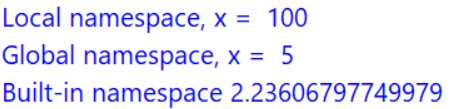 Local namespace, x =  100
Global namespace, x =  5
Built-in namespace 2.23606797749979